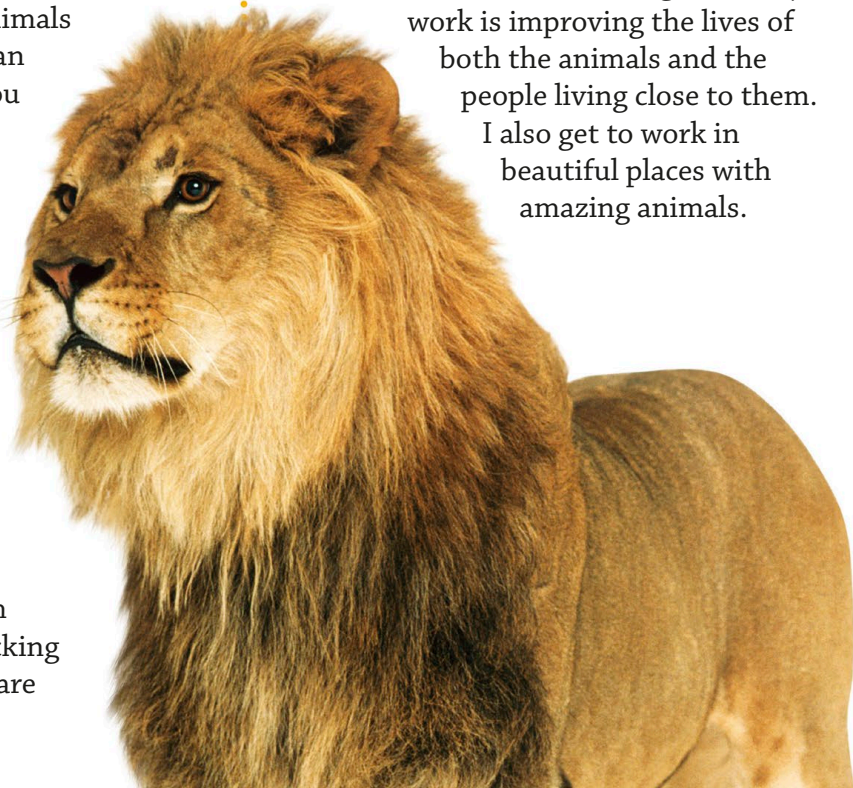 work is improving the lives of
both the animals and the
people living close to them.
I also get to work in
beautiful places with
amazing animals.
are